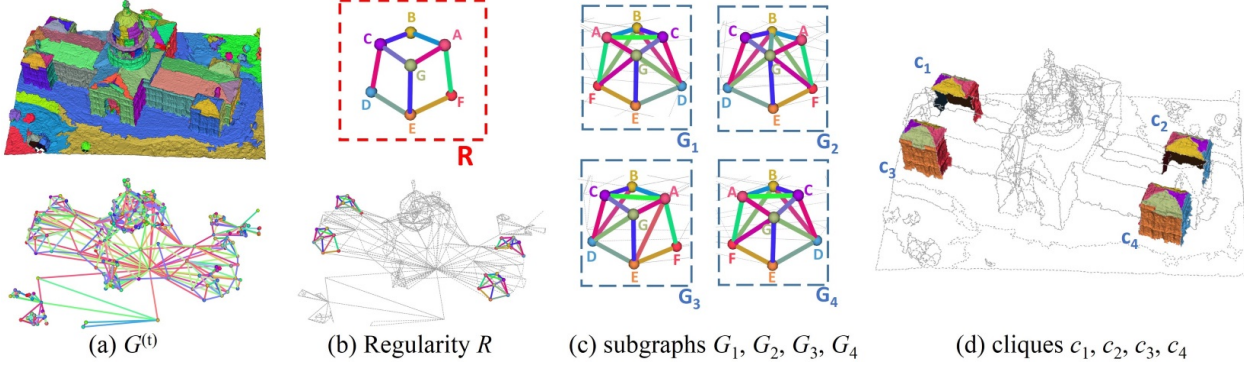 B
C
A
G
D
F
E
R
B
A
C
G
F
D
E
G1
B
C
A
G
D
F
E
G2
B
C
A
G
D
F
E
G3
B
A
C
G
F
D
E
G4
c1
c2
c3
c4
(a) G(t)
(b) Regularity R
(c) subgraphs G1, G2, G3, G4
(d) cliques c1, c2, c3, c4